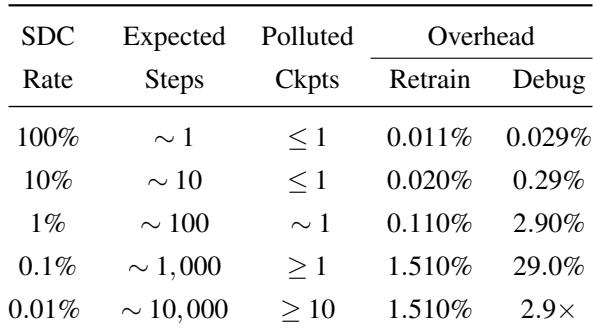 SDC Expected Polluted Overhead
Rate Steps Ckpts Retrain Debug
100% ∼ 1 ≤ 1 0.011% 0.029%
10% ∼ 10 ≤ 1 0.020% 0.29%
1% ∼ 100 ∼ 1 0.110% 2.90%
0.1% ∼ 1,000 ≥ 1 1.510% 29.0%
0.01% ∼ 10,000 ≥ 10 1.510% 2.9×